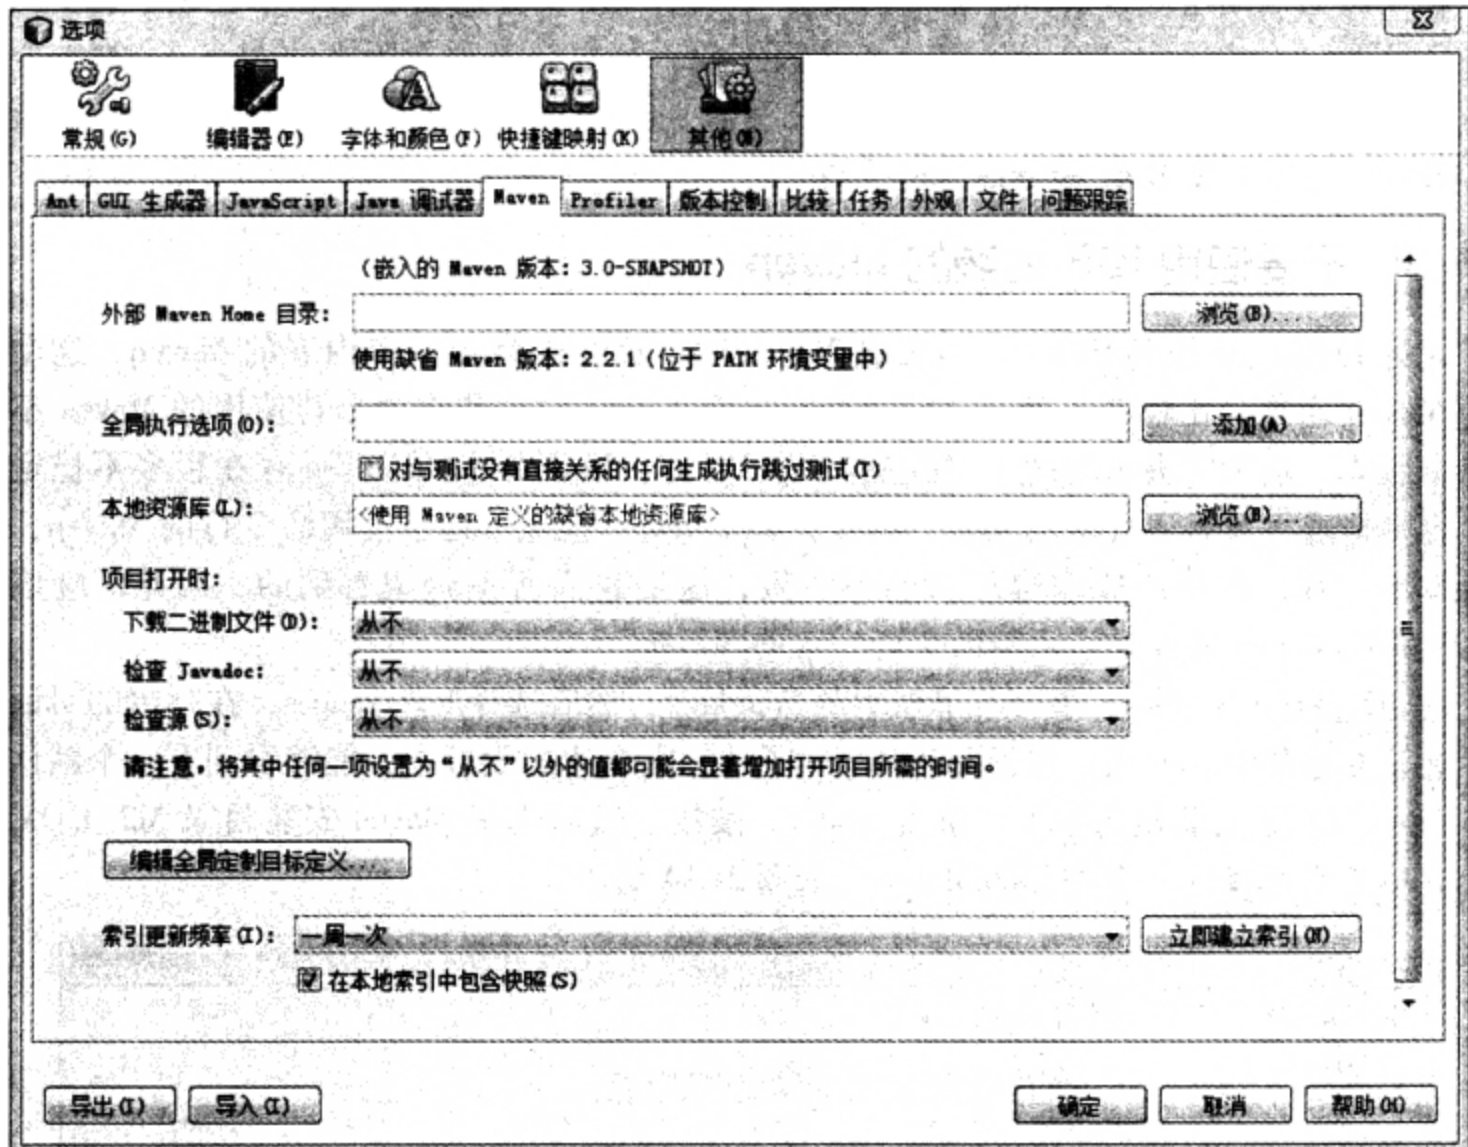 选项
常规(G) 编辑器(E) 字体和颜色(F) 快捷键映射(K) 其他(M)
Ant GUI 生成器 JavaScript Java 调试器 Maven Profiler 版本控制 比较 任务 外观 文件 问题跟踪
(嵌入的 Maven 版本: 3.0-SNAPSHOT)
外部 Maven Home 目录: 浏览(B)...
使用缺省 Maven 版本: 2.2.1 (位于 PATH 环境变量中)
全局执行选项(O): 添加(A)
对与测试没有直接关系的任何生成执行跳过测试(T)
本地资源库(L): <使用 Maven 定义的缺省本地资源库> 浏览(B)...
项目打开时:
下载二进制文件(D): 从不
检查 Javadoc: 从不
检查源(S): 从不
请注意，将其中任何一项设置为“从不”以外的值都可能会显著增加打开项目所需的时间。
编辑全局定制目标定义...
索引更新频率(I): 一周一次 立即建立索引(N)
在本地索引中包含快照(S)
导出(I) 导入(I) 确定 取消 帮助(H)